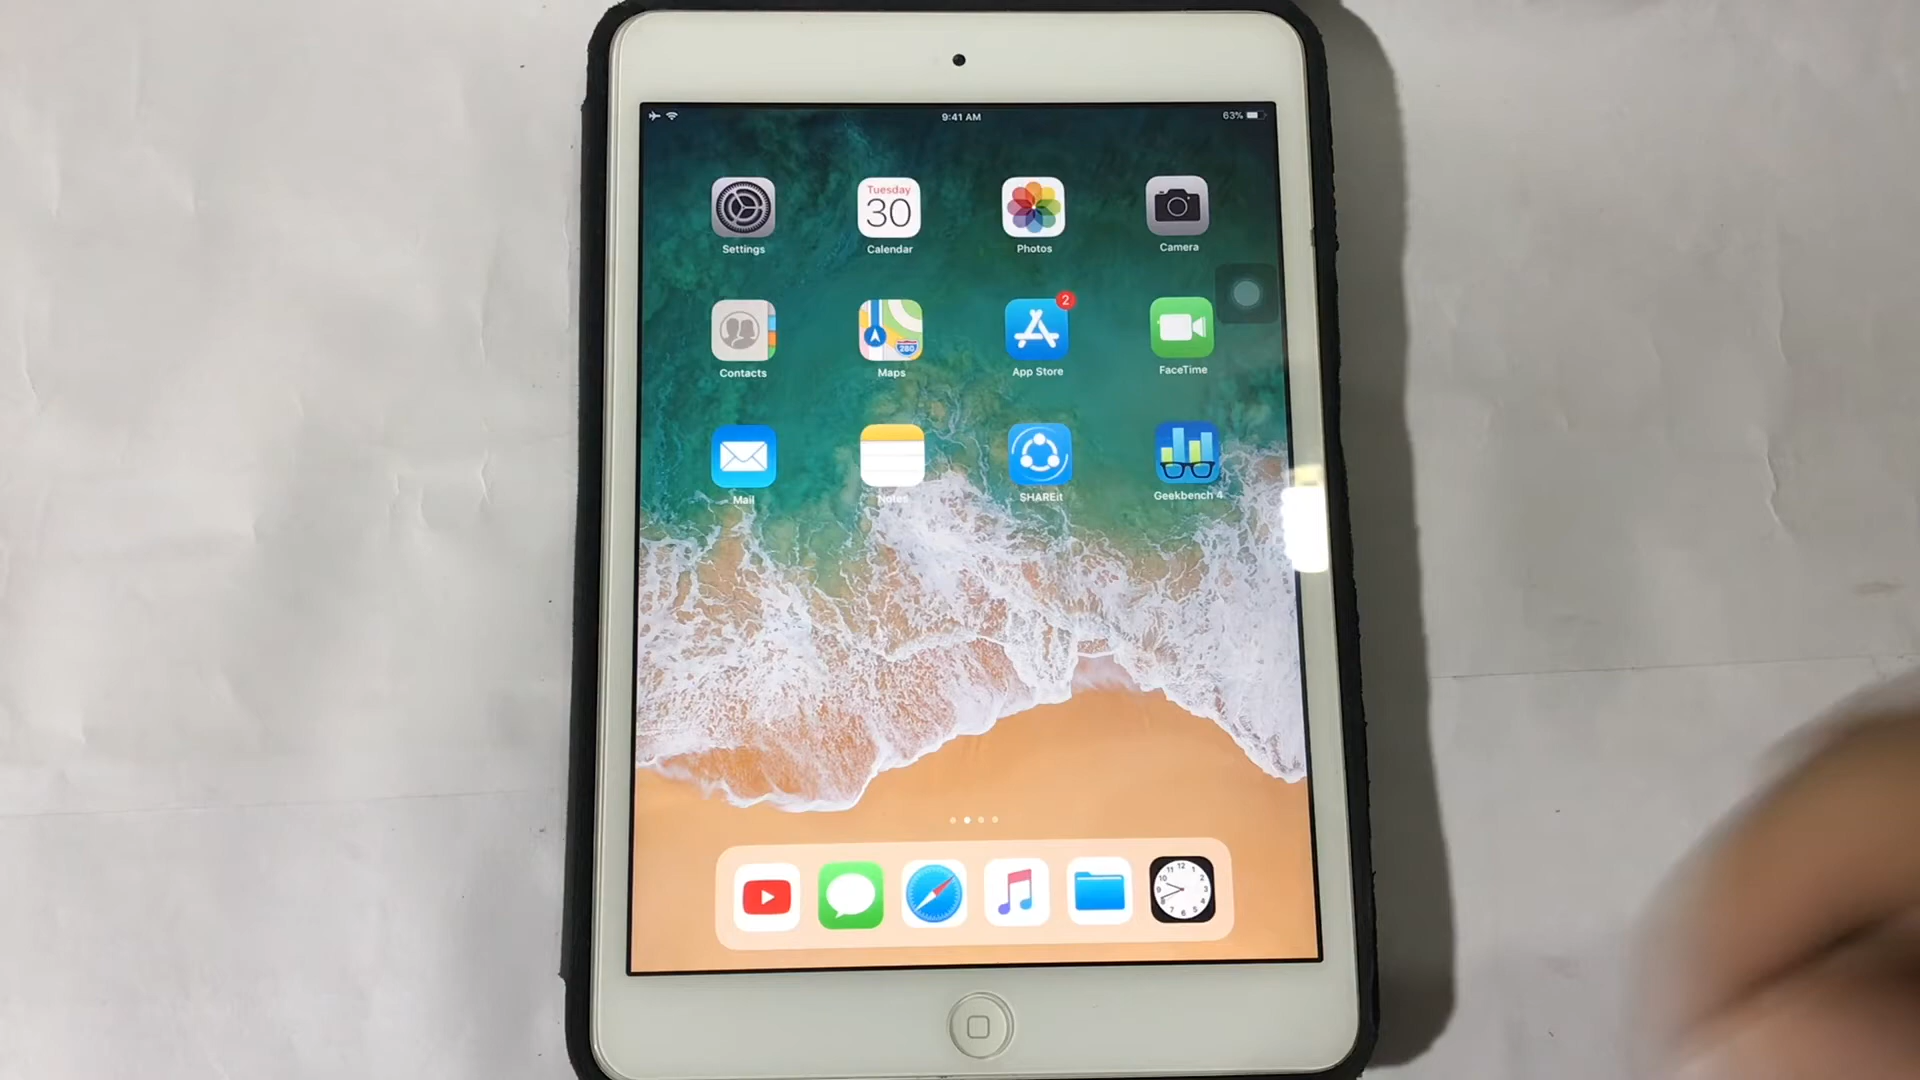 9:41 AM
63%
Tuesday
30
Settings
Calendar
Photos
Camera
2
280
Contacts
Maps
App Store
FaceTime
Mail
Notes
SHAREit
Geekbench 4